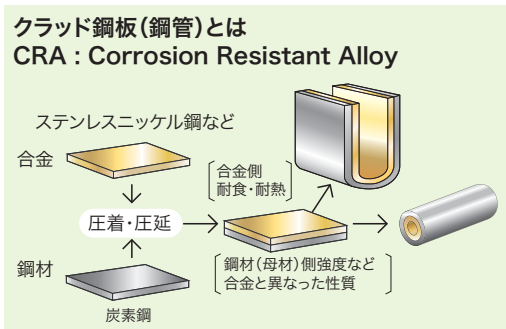 クラッド鋼板(鋼管)とは
CRA : Corrosion Resistant Alloy
ステンレスニッケル鋼など
合金
合金側
耐食・耐熱
圧着・圧延
鋼材
鋼材(母材)側強度など
合金と異なった性質
炭素鋼